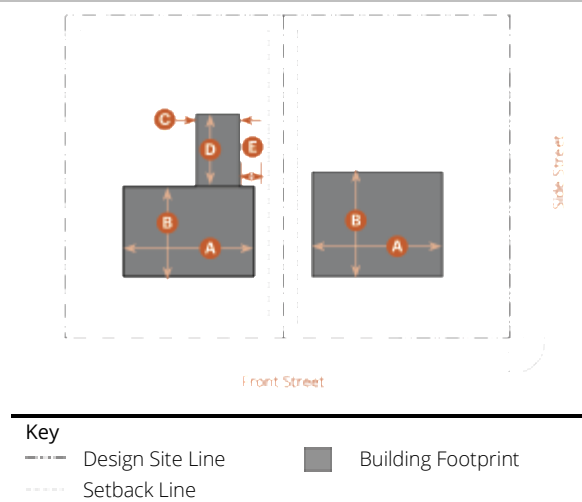 C
D
E
B
A
B
A
Side Street
Front Street
Key
Design Site Line
Building Footprint
Setback Line